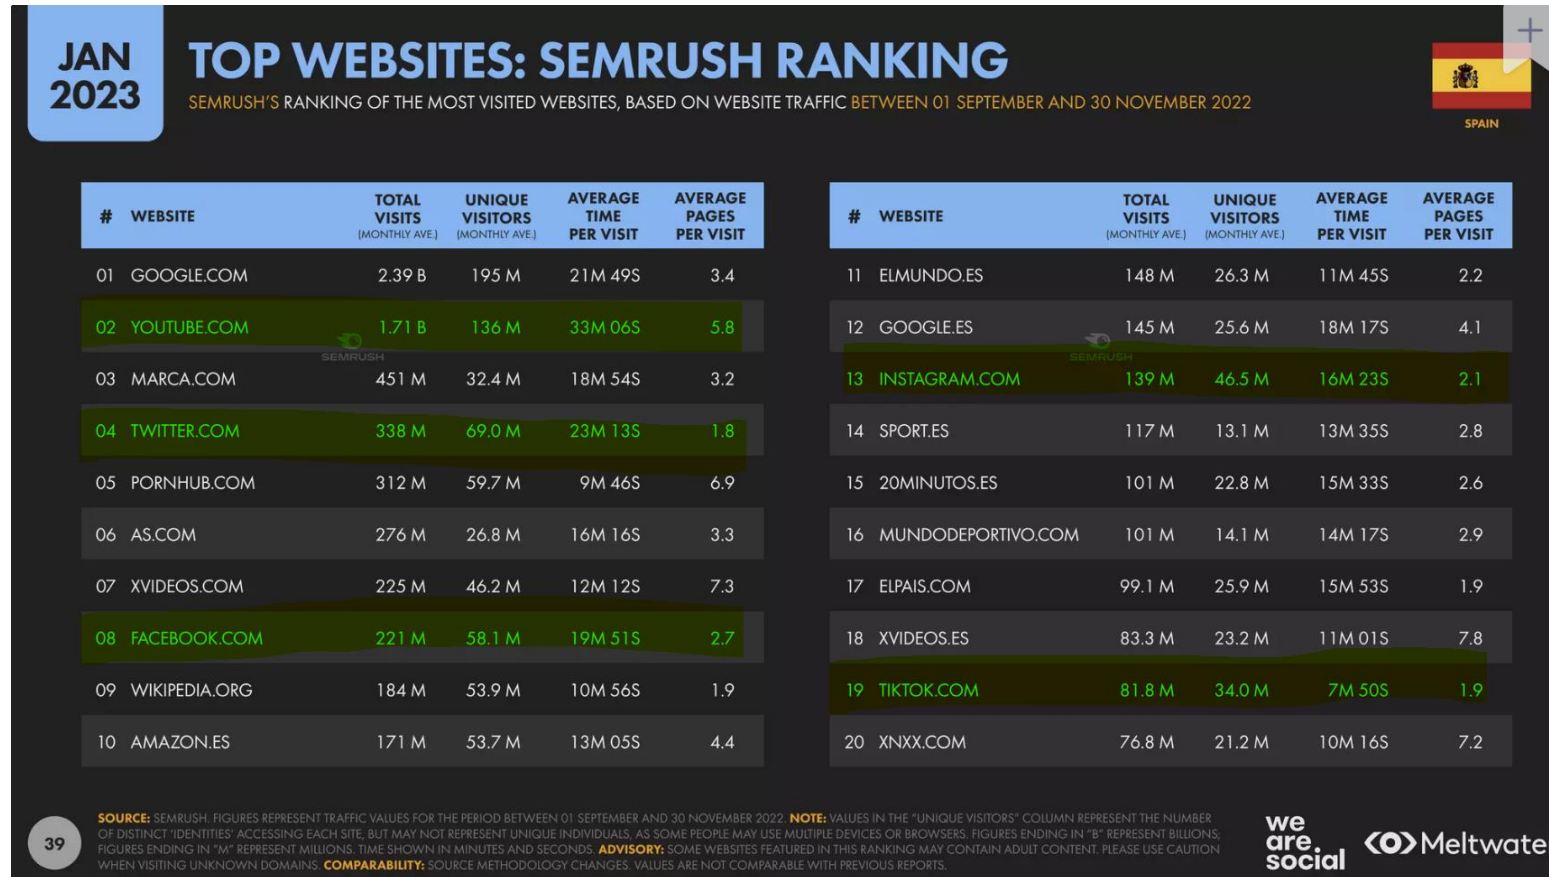 JAN
2023
TOP WEBSITES: SEMRUSH RANKING
SEMRUSH'S RANKING OF THE MOST VISITED WEBSITES, BASED ON WEBSITE TRAFFIC BETWEEN 01 SEPTEMBER AND 30 NOVEMBER 2022
SPAIN
# WEBSITE TOTAL VISITS (MONTHLY AVE.) UNIQUE VISITORS (MONTHLY AVE.) AVERAGE TIME PER VISIT AVERAGE PAGES PER VISIT
01 GOOGLE.COM 2.39 B 195 M 21M 49S 3.4
02 YOUTUBE.COM 1.71 B 136 M 33M 06S 5.8
SEMRUSH
03 MARCA.COM 451 M 32.4 M 18M 54S 3.2
04 TWITTER.COM 338 M 69.0 M 23M 13S 1.8
05 PORNHUB.COM 312 M 59.7 M 9M 46S 6.9
06 AS.COM 276 M 26.8 M 16M 16S 3.3
07 XVIDEOS.COM 225 M 46.2 M 12M 12S 7.3
08 FACEBOOK.COM 221 M 58.1 M 19M 51S 2.7
09 WIKIPEDIA.ORG 184 M 53.9 M 10M 56S 1.9
10 AMAZON.ES 171 M 53.7 M 13M 05S 4.4
# WEBSITE TOTAL VISITS (MONTHLY AVE.) UNIQUE VISITORS (MONTHLY AVE.) AVERAGE TIME PER VISIT AVERAGE PAGES PER VISIT
11 ELMUNDO.ES 148 M 26.3 M 11M 45S 2.2
12 GOOGLE.ES 145 M 25.6 M 18M 17S 4.1
SEMRUSH
13 INSTAGRAM.COM 139 M 46.5 M 16M 23S 2.1
14 SPORT.ES 117 M 13.1 M 13M 35S 2.8
15 20MINUTOS.ES 101 M 22.8 M 15M 33S 2.6
16 MUNDODEPORTIVO.COM 101 M 14.1 M 14M 17S 2.9
17 ELPAIS.COM 99.1 M 25.9 M 15M 53S 1.9
18 XVIDEOS.ES 83.3 M 23.2 M 11M 01S 7.8
19 TIKTOK.COM 81.8 M 34.0 M 7M 50S 1.9
20 XNXX.COM 76.8 M 21.2 M 10M 16S 7.2
39
SOURCE: SEMRUSH. FIGURES REPRESENT TRAFFIC VALUES FOR THE PERIOD BETWEEN 01 SEPTEMBER AND 30 NOVEMBER 2022. NOTE: VALUES IN THE "UNIQUE VISITORS" COLUMN REPRESENT THE NUMBER
OF DISTINCT 'IDENTITIES' ACCESSING EACH SITE, BUT MAY NOT REPRESENT UNIQUE INDIVIDUALS, AS SOME PEOPLE MAY USE MULTIPLE DEVICES OR BROWSERS. FIGURES ENDING IN "B" REPRESENT BILLIONS;
FIGURES ENDING IN "M" REPRESENT MILLIONS. TIME SHOWN IN MINUTES AND SECONDS. ADVISORY: SOME WEBSITES FEATURED IN THIS RANKING MAY CONTAIN ADULT CONTENT. PLEASE USE CAUTION
WHEN VISITING UNKNOWN DOMAINS. COMPARABILITY: SOURCE METHODOLOGY CHANGES. VALUES ARE NOT COMPARABLE WITH PREVIOUS REPORTS.
we
are.
social
Meltwate